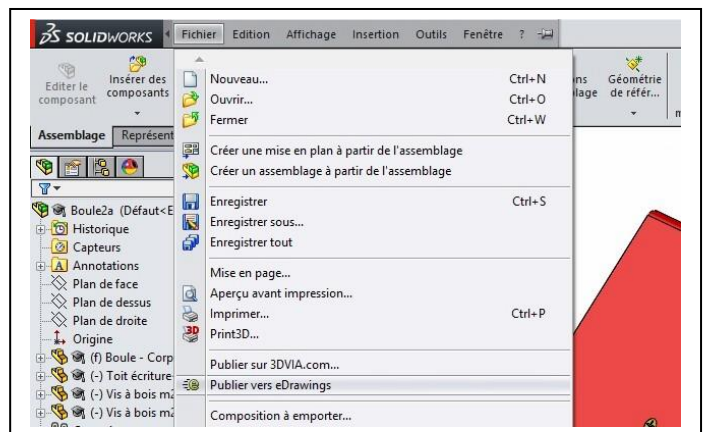 SOLIDWORKS Fichier Edition Affichage Insertion Outils Fenêtre ?
Editer le composant
Insérer des composants
Géométrie de référ...
Assemblage Représent
Nouveau... Ctrl+N
Ouvrir... Ctrl+O
Fermer Ctrl+W
Créer une mise en plan à partir de l'assemblage
Créer un assemblage à partir de l'assemblage
Enregistrer Ctrl+S
Enregistrer sous...
Enregistrer tout
Mise en page...
Aperçu avant impression...
Imprimer... Ctrl+P
Print3D...
Publier sur 3DVIA.com...
Publier vers eDrawings
Composition à emporter...
Boule2a (Défaut<E
Historique
Capteurs
Annotations
Plan de face
Plan de dessus
Plan de droite
Origine
(f) Boule - Corp
(-) Toit écriture
(-) Vis à bois m2
(-) Vis à bois m2